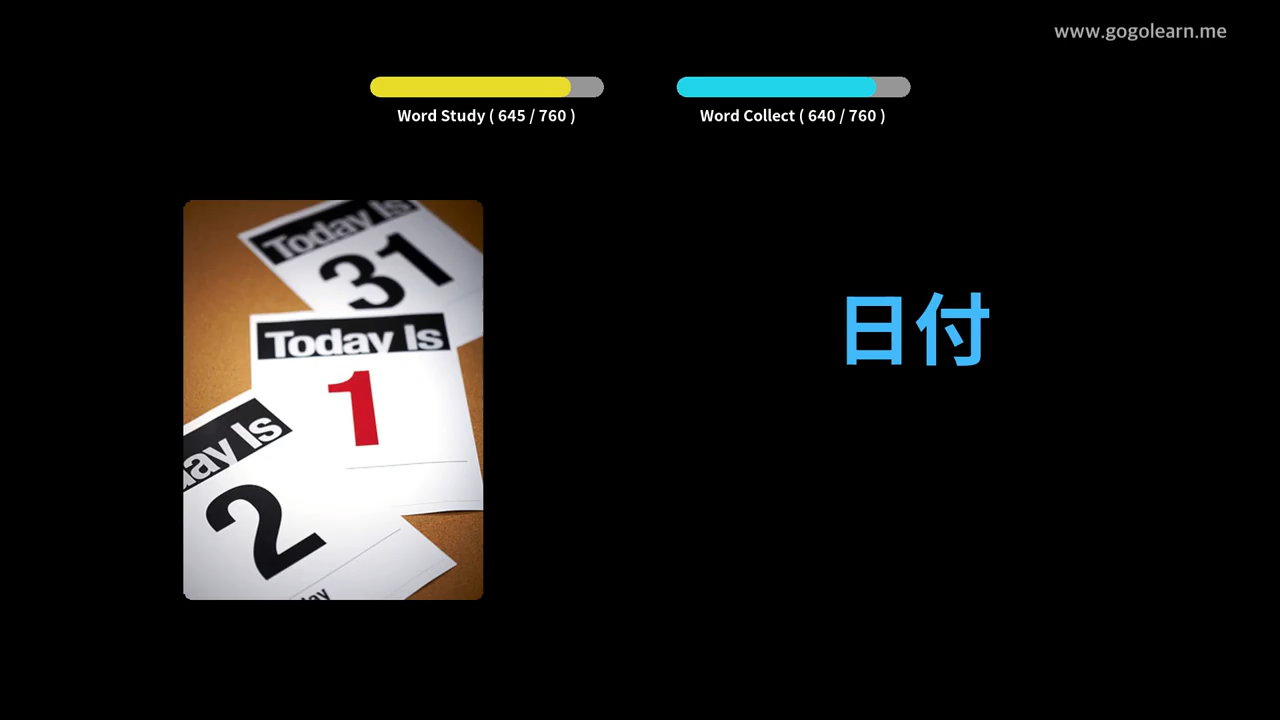 www.gogolearn.me
Word Study ( 645 / 760 )
Word Collect ( 640 / 760 )
Today Is
31
Today Is
1
ay Is
2
日付